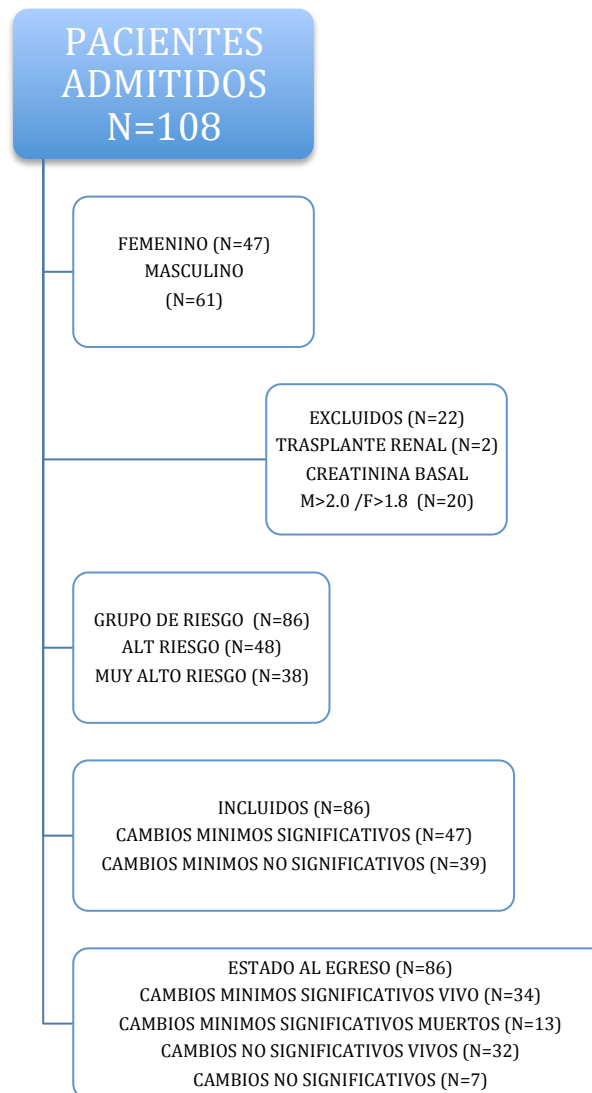 PACIENTES
ADMITIDOS
N=108
FEMENINO (N=47)
MASCULINO
(N=61)
EXCLUIDOS (N=22)
TRASPLANTE RENAL (N=2)
CREATININA BASAL
M>2.0 /F>1.8 (N=20)
GRUPO DE RIESGO (N=86)
ALT RIESGO (N=48)
MUY ALTO RIESGO (N=38)
INCLUIDOS (N=86)
CAMBIOS MINIMOS SIGNIFICATIVOS (N=47)
CAMBIOS MINIMOS NO SIGNIFICATIVOS (N=39)
ESTADO AL EGRESO (N=86)
CAMBIOS MINIMOS SIGNIFICATIVOS VIVO (N=34)
CAMBIOS MINIMOS SIGNIFICATIVOS MUERTOS (N=13)
CAMBIOS NO SIGNIFICATIVOS VIVOS (N=32)
CAMBIOS NO SIGNIFICATIVOS (N=7)